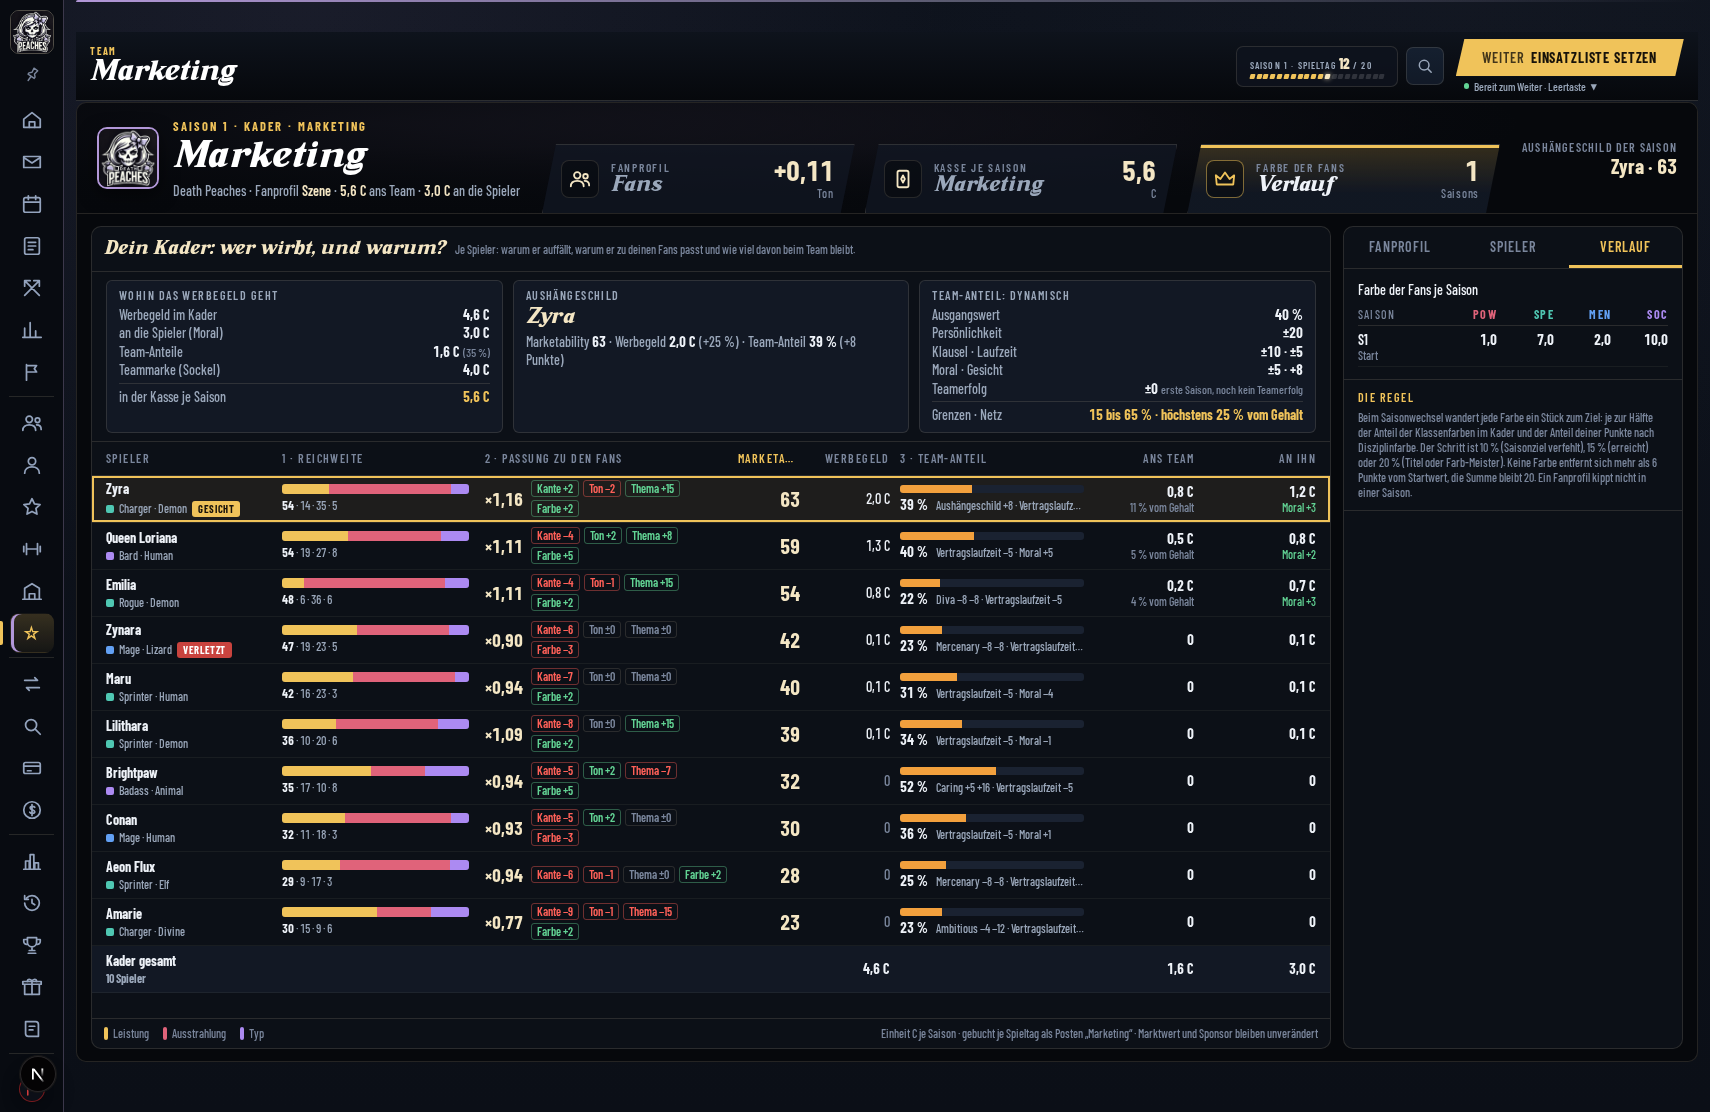 PEACHES
TEAM
Marketing
SAISON 1 · SPIELTAG 12 / 20
WEITER EINSATZLISTE SETZEN
Bereit zum Weiter · Leertaste ▼
PEACHES
SAISON 1 · KADER · MARKETING
Marketing
Death Peaches · Fanprofil Szene · 5,6 C ans Team · 3,0 C an die Spieler
FANPROFIL
Fans
+0,11
Ton
KASSE JE SAISON
Marketing
5,6
C
FARBE DER FANS
Verlauf
1
Saisons
AUSHÄNGESCHILD DER SAISON
Zyra · 63
Dein Kader: wer wirbt, und warum? Je Spieler: warum er auffällt, warum er zu deinen Fans passt und wie viel davon beim Team bleibt.
WOHIN DAS WERBEGELD GEHT
Werbegeld im Kader 4,6 C
an die Spieler (Moral) 3,0 C
Team-Anteile 1,6 C (35 %)
Teammarke (Sockel) 4,0 C
in der Kasse je Saison 5,6 C
AUSHÄNGESCHILD
Zyra
Marketability 63 · Werbegeld 2,0 C (+25 %) · Team-Anteil 39 % (+8
Punkte)
TEAM-ANTEIL: DYNAMISCH
Ausgangswert 40 %
Persönlichkeit ±20
Klausel · Laufzeit ±10 · ±5
Moral · Gesicht ±5 · +8
Teamerfolg ±0 erste Saison, noch kein Teamerfolg
Grenzen · Netz 15 bis 65 % · höchstens 25 % vom Gehalt
SPIELER 1 · REICHWEITE 2 · PASSUNG ZU DEN FANS MARKETA... WERBEGELD 3 · TEAM-ANTEIL ANS TEAM AN IHN
Zyra
Charger · Demon GESICHT
54 · 14 · 35 · 5
×1,16 Kante +2 Ton −2 Thema +15
Farbe +2
63 2,0 C
39 % Aushängeschild +8 · Vertragslaufz...
0,8 C
11 % vom Gehalt
1,2 C
Moral +3
Queen Loriana
Bard · Human
54 · 19 · 27 · 8
×1,11 Kante −4 Ton +2 Thema +8
Farbe +5
59 1,3 C
40 % Vertragslaufzeit −5 · Moral +5
0,5 C
5 % vom Gehalt
0,8 C
Moral +2
Emilia
Rogue · Demon
48 · 6 · 36 · 6
×1,11 Kante −4 Ton −1 Thema +15
Farbe +2
54 0,8 C
22 % Diva −8 −8 · Vertragslaufzeit −5
0,2 C
4 % vom Gehalt
0,7 C
Moral +3
Zynara
Mage · Lizard VERLETZT
47 · 19 · 23 · 5
×0,90 Kante −6 Ton ±0 Thema ±0
Farbe −3
42 0,1 C
23 % Mercenary −8 −8 · Vertragslaufzeit...
0 0,1 C
Maru
Sprinter · Human
42 · 16 · 23 · 3
×0,94 Kante −7 Ton ±0 Thema ±0
Farbe +2
40 0,1 C
31 % Vertragslaufzeit −5 · Moral −4
0 0,1 C
Lilithara
Sprinter · Demon
36 · 10 · 20 · 6
×1,09 Kante −8 Ton ±0 Thema +15
Farbe +2
39 0,1 C
34 % Vertragslaufzeit −5 · Moral −1
0 0,1 C
Brightpaw
Badass · Animal
35 · 17 · 10 · 8
×0,94 Kante −5 Ton +2 Thema −7
Farbe +5
32 0
52 % Caring +5 +16 · Vertragslaufzeit −5
0 0
Conan
Mage · Human
32 · 11 · 18 · 3
×0,93 Kante −5 Ton +2 Thema ±0
Farbe −3
30 0
36 % Vertragslaufzeit −5 · Moral +1
0 0
Aeon Flux
Sprinter · Elf
29 · 9 · 17 · 3
×0,94 Kante −6 Ton −1 Thema ±0 Farbe +2
28 0
25 % Mercenary −8 −8 · Vertragslaufzeit...
0 0
Amarie
Charger · Divine
30 · 15 · 9 · 6
×0,77 Kante −9 Ton −1 Thema −15
Farbe +2
23 0
23 % Ambitious −4 −12 · Vertragslaufzeit...
0 0
Kader gesamt
10 Spieler
4,6 C 1,6 C 3,0 C
Leistung Ausstrahlung Typ
Einheit C je Saison · gebucht je Spieltag als Posten „Marketing“ · Marktwert und Sponsor bleiben unverändert
FANPROFIL SPIELER VERLAUF
Farbe der Fans je Saison
SAISON POW SPE MEN SOC
S1 1,0 7,0 2,0 10,0
Start
DIE REGEL
Beim Saisonwechsel wandert jede Farbe ein Stück zum Ziel: je zur Hälfte
der Anteil der Klassenfarben im Kader und der Anteil deiner Punkte nach
Disziplinfarbe. Der Schritt ist 10 % (Saisonziel verfehlt), 15 % (erreicht)
oder 20 % (Titel oder Farb-Meister). Keine Farbe entfernt sich mehr als 6
Punkte vom Startwert, die Summe bleibt 20. Ein Fanprofil kippt nicht in
einer Saison.
N